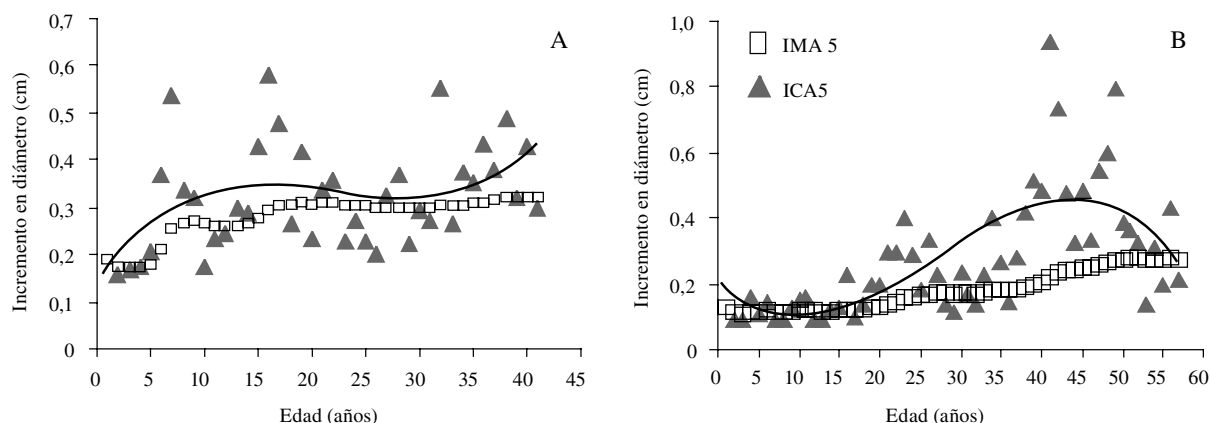 0,7
0,6
0,5
0,4
0,3
0,2
0,1
0
Incremento en diámetro (cm)
A
0 5 10 15 20 25 30 35 40 45
Edad (años)
1,0
0,8
0,6
0,4
0,2
0
Incremento en diámetro (cm)
IMA 5
ICA5
B
0 5 10 15 20 25 30 35 40 45 50 55 60
Edad (años)